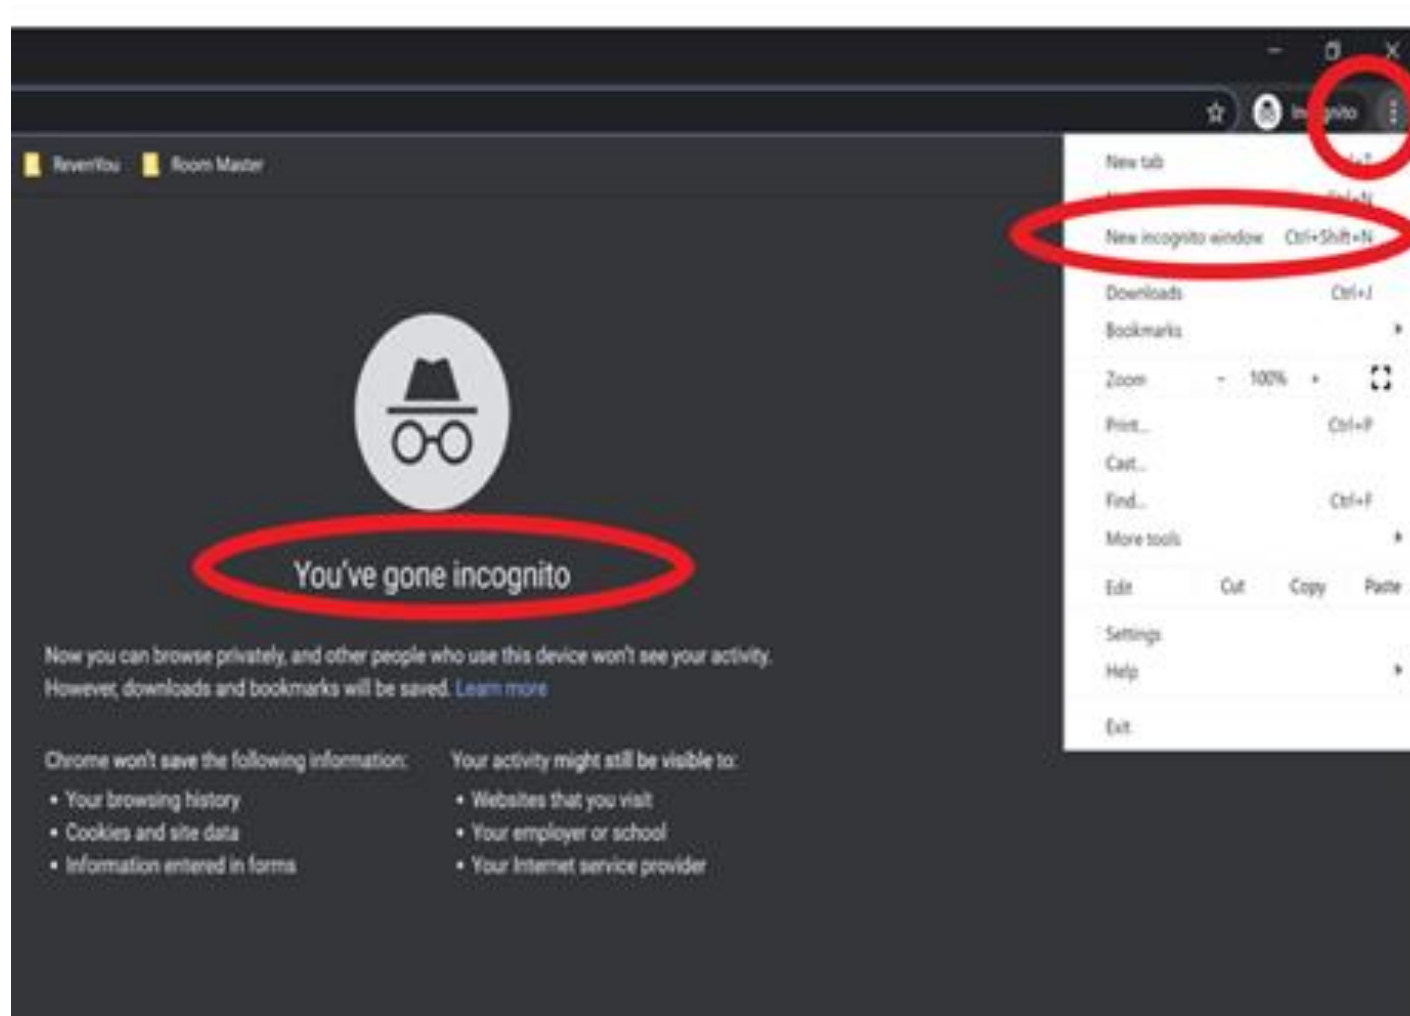 Incognito
RevenYou Room Master
New tab
Ctrl+N
New incognito window Ctrl+Shift+N
Downloads Ctrl+J
Bookmarks
Zoom - 100% +
Print... Ctrl+P
Cast...
Find... Ctrl+F
More tools
Edit Cut Copy Paste
Settings
Help
Exit
You've gone incognito
Now you can browse privately, and other people who use this device won't see your activity.
However, downloads and bookmarks will be saved. Learn more
Chrome won't save the following information:
• Your browsing history
• Cookies and site data
• Information entered in forms
Your activity might still be visible to:
• Websites that you visit
• Your employer or school
• Your Internet service provider